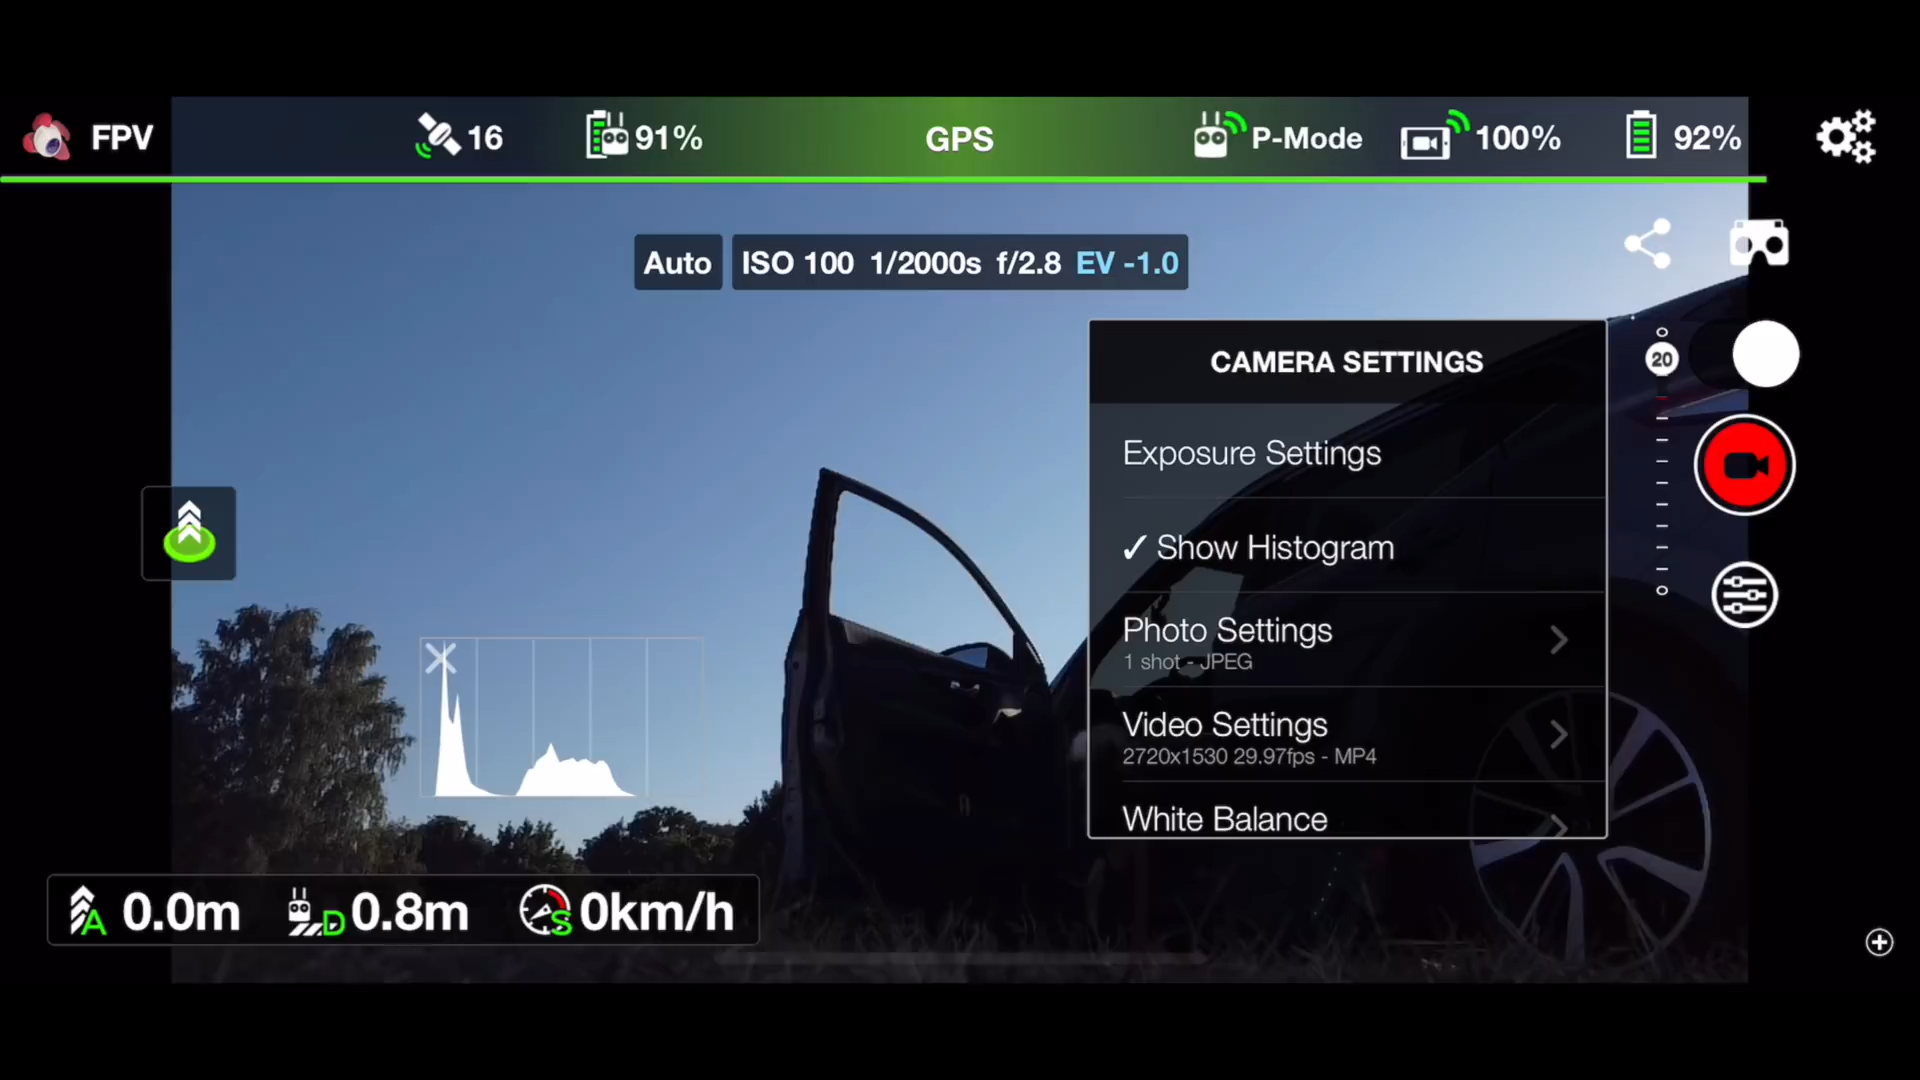 FPV
16
91%
GPS
P-Mode
100%
92%
Auto
ISO 100 1/2000s f/2.8 EV -1.0
CAMERA SETTINGS
Exposure Settings
✓ Show Histogram
Photo Settings
1 shot - JPEG
Video Settings
2720x1530 29.97fps - MP4
White Balance
20
A 0.0m
D 0.8m
S 0km/h